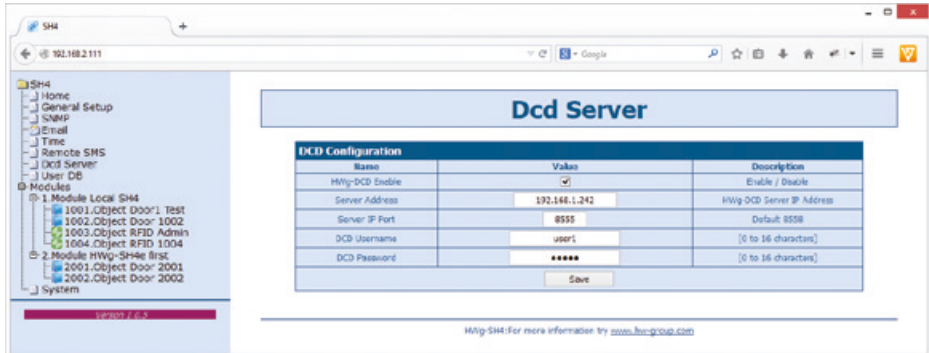 SH4
192.168.2.111
Google
SH4
Home
General Setup
SNMP
Email
Time
Remote SMS
Dcd Server
User DB
Modules
1.Module Local SH4
1001.Object Door1 Test
1002.Object Door 1002
1003.Object RFID Admin
1004.Object RFID 1004
2.Module HWg-SH4e first
2001.Object Door 2001
2002.Object Door 2002
System
Version 1.0.5
Dcd Server
DCD Configuration
Name Value Description
HWg-DCD Enable Enable / Disable
Server Address 192.168.1.242 HWg-DCD Server IP Address
Server IP Port 8555 Default 8558
DCD Username user1 [0 to 16 characters]
DCD Password ●●●●● [0 to 16 characters]
Save
HWg-SH4:For more information try www.hw-group.com